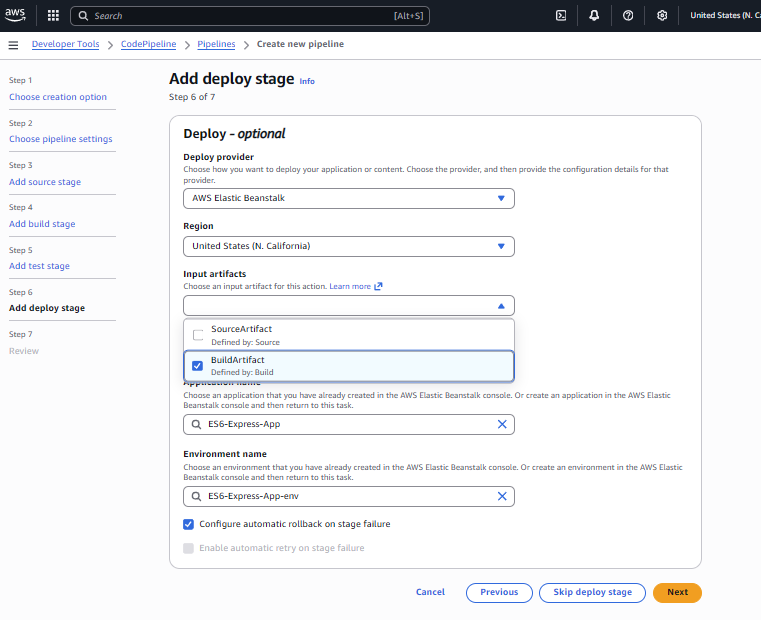 aws
Search
[Alt+S]
United States (N. Ca
Developer Tools
CodePipeline
Pipelines
Create new pipeline
Step 1
Choose creation option
Step 2
Choose pipeline settings
Step 3
Add source stage
Step 4
Add build stage
Step 5
Add test stage
Step 6
Add deploy stage
Step 7
Review
Add deploy stage Info
Step 6 of 7
Deploy - optional
Deploy provider
Choose how you want to deploy your application or content. Choose the provider, and then provide the configuration details for that
provider.
AWS Elastic Beanstalk
Region
United States (N. California)
Input artifacts
Choose an input artifact for this action. Learn more
SourceArtifact
Defined by: Source
BuildArtifact
Defined by: Build
Application name
Choose an application that you have already created in the AWS Elastic Beanstalk console. Or create an application in the AWS Elastic
Beanstalk console and then return to this task.
ES6-Express-App
Environment name
Choose an environment that you have already created in the AWS Elastic Beanstalk console. Or create an environment in the AWS Elastic
Beanstalk console and then return to this task.
ES6-Express-App-env
Configure automatic rollback on stage failure
Enable automatic retry on stage failure
Cancel
Previous
Skip deploy stage
Next